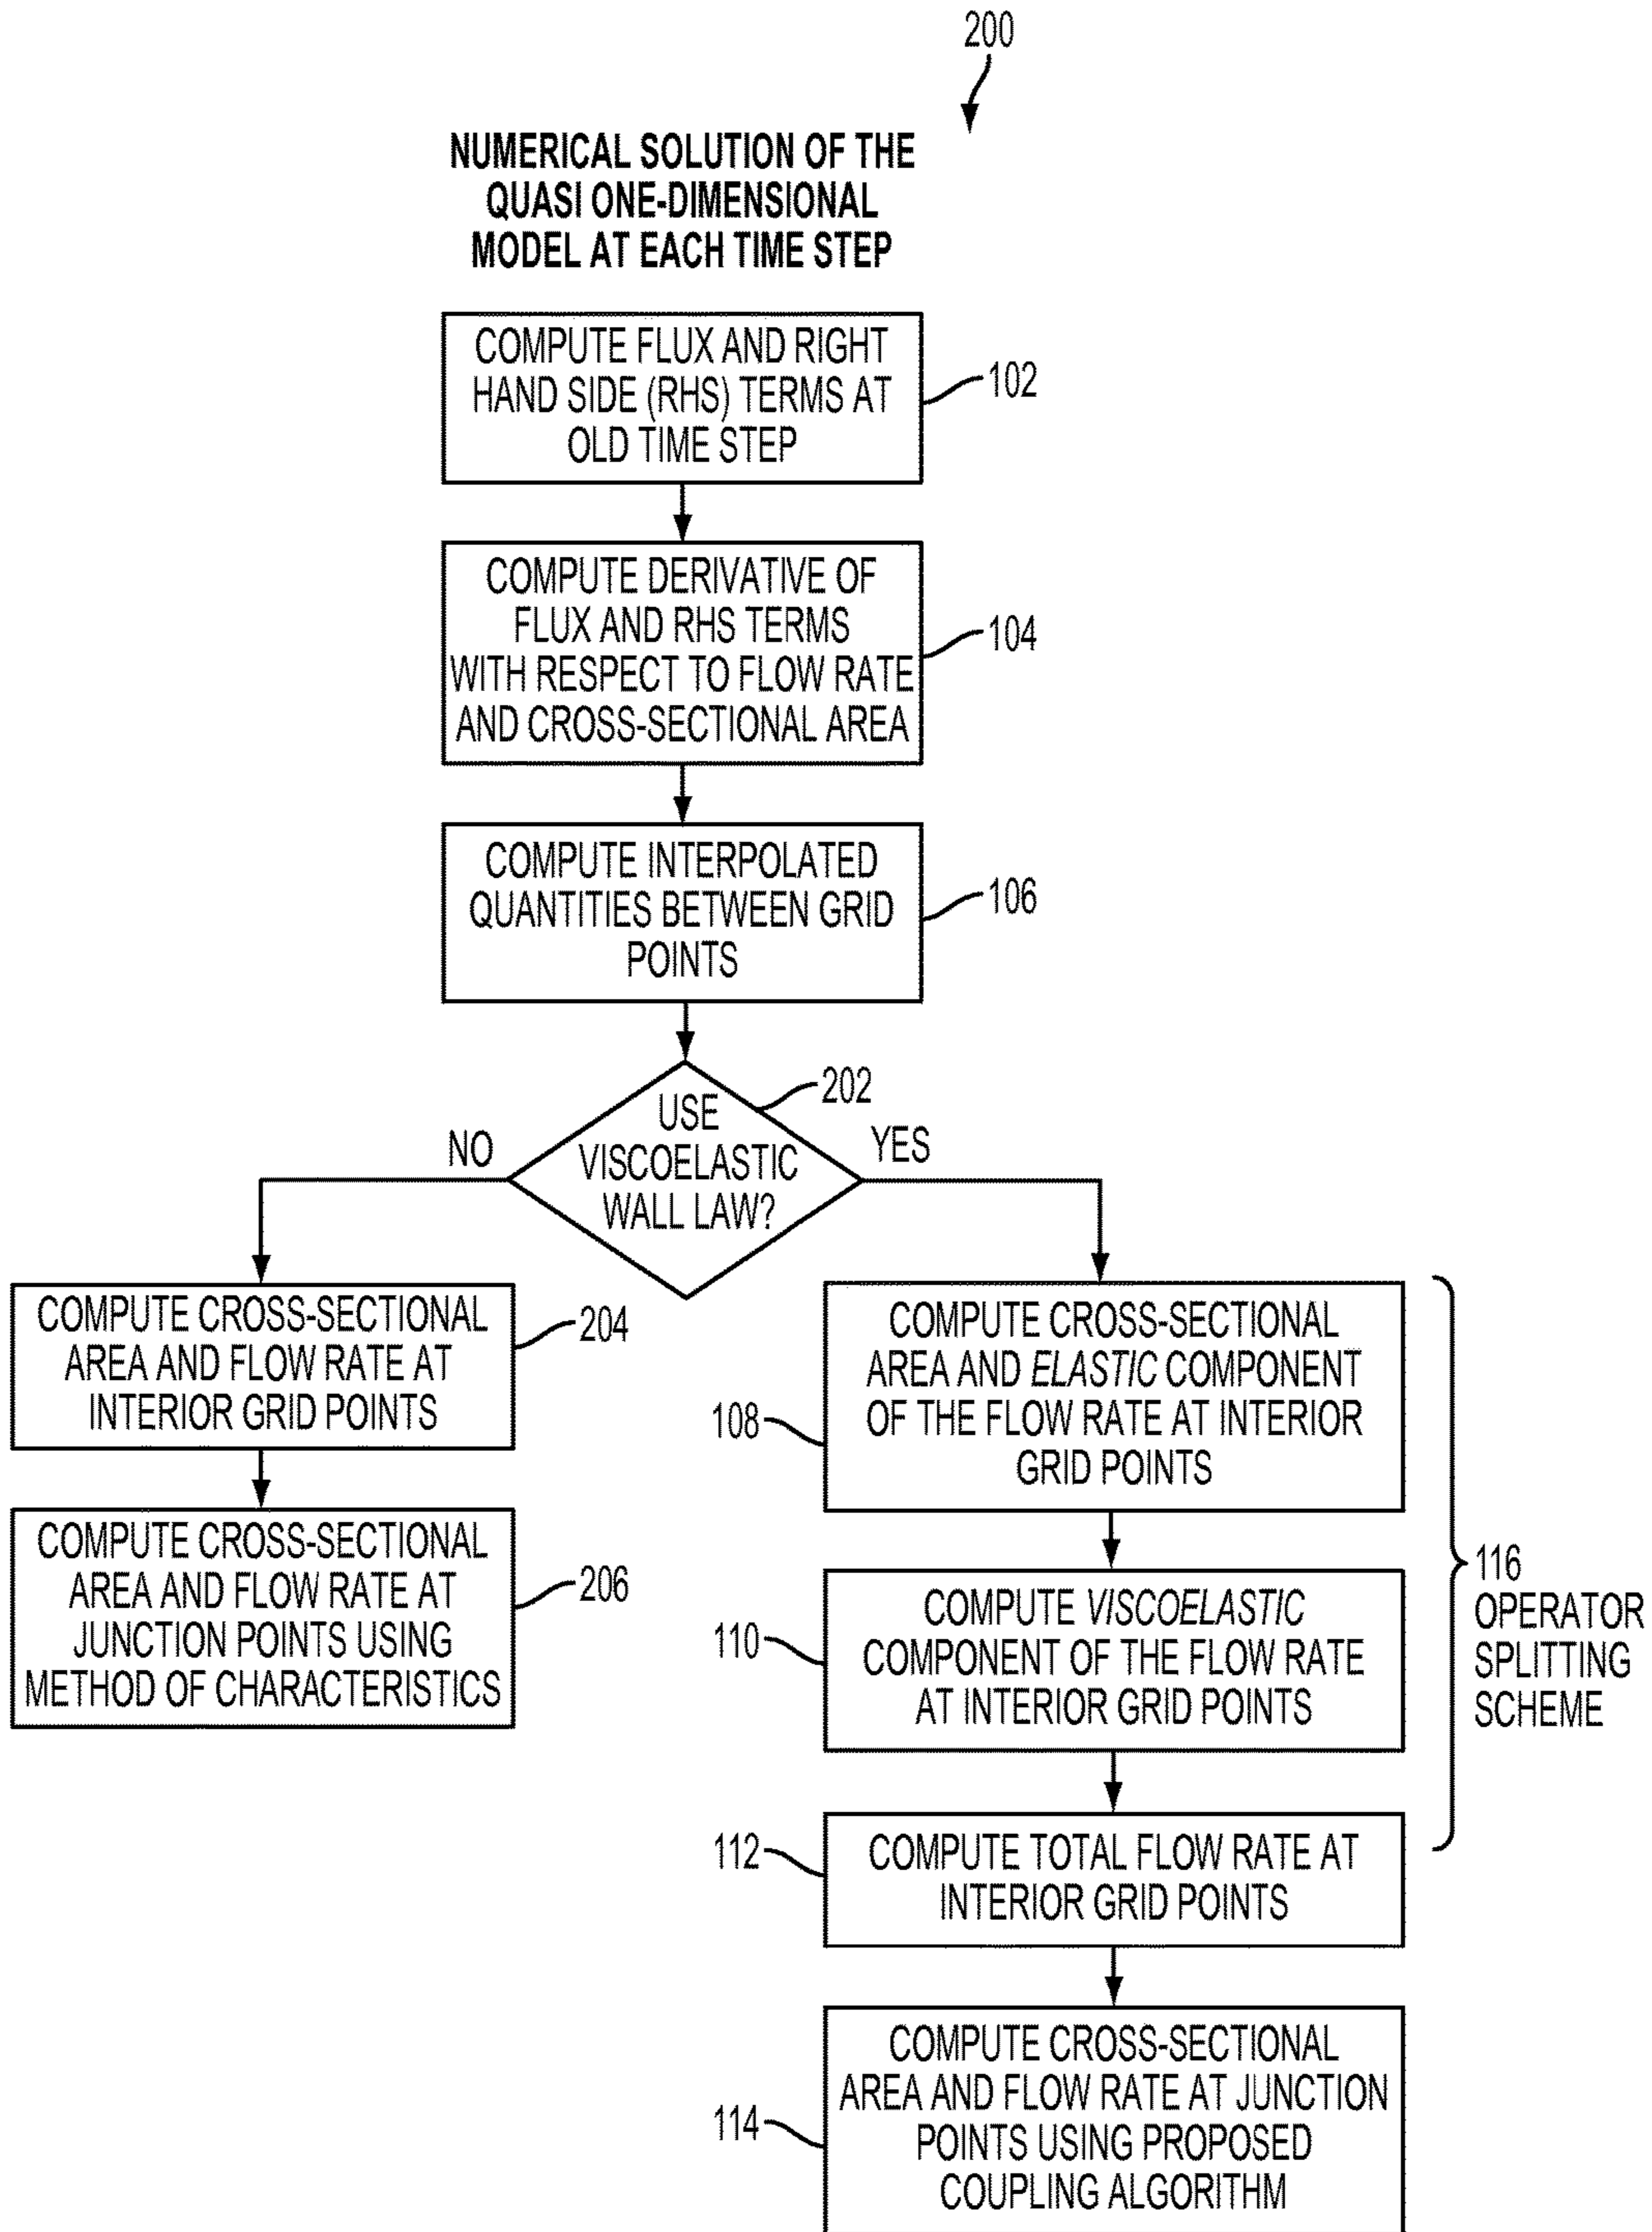 200
NUMERICAL SOLUTION OF THE
QUASI ONE-DIMENSIONAL
MODEL AT EACH TIME STEP
COMPUTE FLUX AND RIGHT
HAND SIDE (RHS) TERMS AT
OLD TIME STEP
102
COMPUTE DERIVATIVE OF
FLUX AND RHS TERMS
WITH RESPECT TO FLOW RATE
AND CROSS-SECTIONAL AREA
104
COMPUTE INTERPOLATED
QUANTITIES BETWEEN GRID
POINTS
106
USE
VISCOELASTIC
WALL LAW?
202
NO
YES
COMPUTE CROSS-SECTIONAL
AREA AND FLOW RATE AT
INTERIOR GRID POINTS
204
COMPUTE CROSS-SECTIONAL
AREA AND FLOW RATE AT
JUNCTION POINTS USING
METHOD OF CHARACTERISTICS
206
COMPUTE CROSS-SECTIONAL
AREA AND ELASTIC COMPONENT
OF THE FLOW RATE AT INTERIOR
GRID POINTS
108
COMPUTE VISCOELASTIC
COMPONENT OF THE FLOW RATE
AT INTERIOR GRID POINTS
110
COMPUTE TOTAL FLOW RATE AT
INTERIOR GRID POINTS
112
116
OPERATOR
SPLITTING
SCHEME
COMPUTE CROSS-SECTIONAL
AREA AND FLOW RATE AT JUNCTION
POINTS USING PROPOSED
COUPLING ALGORITHM
114